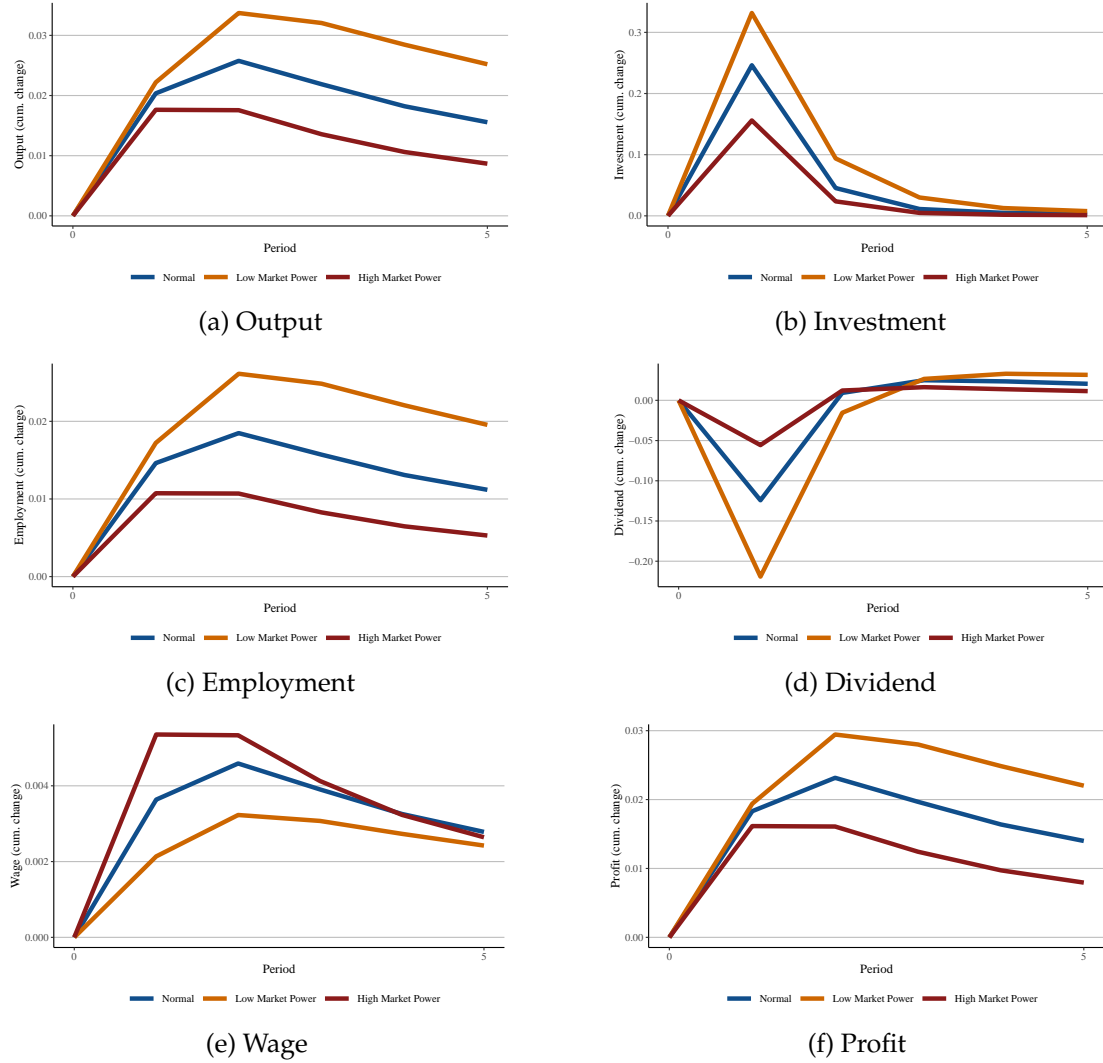 Output (cum. change)
0.03
0.02
0.01
0.00
0
5
Period
Normal Low Market Power High Market Power
(a) Output
Investment (cum. change)
0.3
0.2
0.1
0.0
0
5
Period
Normal Low Market Power High Market Power
(b) Investment
Employment (cum. change)
0.02
0.01
0.00
0
5
Period
Normal Low Market Power High Market Power
(c) Employment
Dividend (cum. change)
0.00
−0.05
−0.10
−0.15
−0.20
0
5
Period
Normal Low Market Power High Market Power
(d) Dividend
Wage (cum. change)
0.004
0.002
0.000
0
5
Period
Normal Low Market Power High Market Power
(e) Wage
Profit (cum. change)
0.03
0.02
0.01
0.00
0
5
Period
Normal Low Market Power High Market Power
(f) Profit